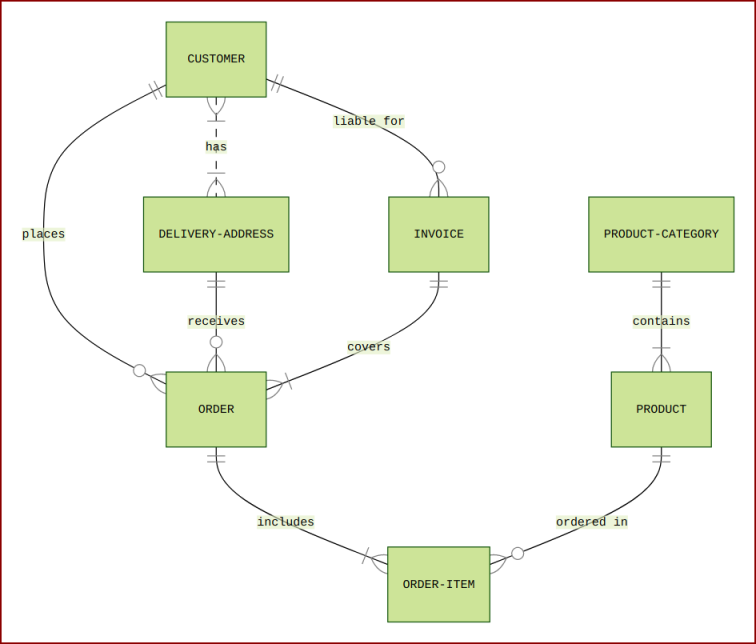 CUSTOMER
liable for
has
places
DELIVERY-ADDRESS
INVOICE
PRODUCT-CATEGORY
receives
contains
covers
ORDER
PRODUCT
includes
ordered in
ORDER-ITEM